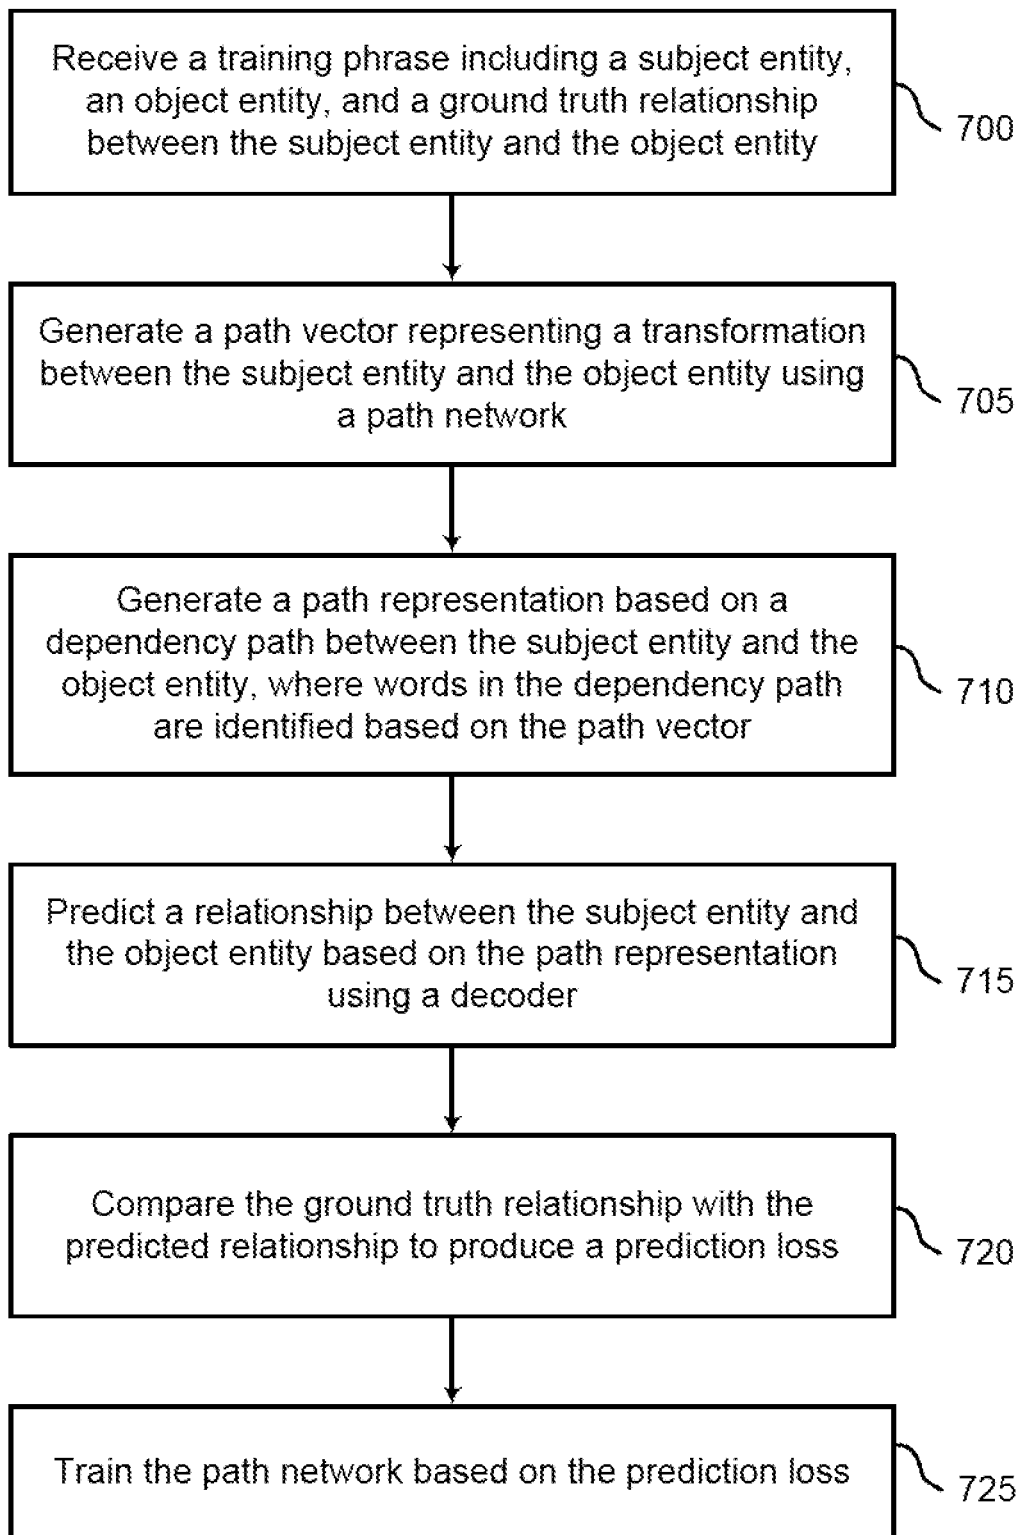 Receive a training phrase including a subject entity,
an object entity, and a ground truth relationship
between the subject entity and the object entity
700
Generate a path vector representing a transformation
between the subject entity and the object entity using
a path network
705
Generate a path representation based on a
dependency path between the subject entity and the
object entity, where words in the dependency path
are identified based on the path vector
710
Predict a relationship between the subject entity and
the object entity based on the path representation
using a decoder
715
Compare the ground truth relationship with the
predicted relationship to produce a prediction loss
720
Train the path network based on the prediction loss
725